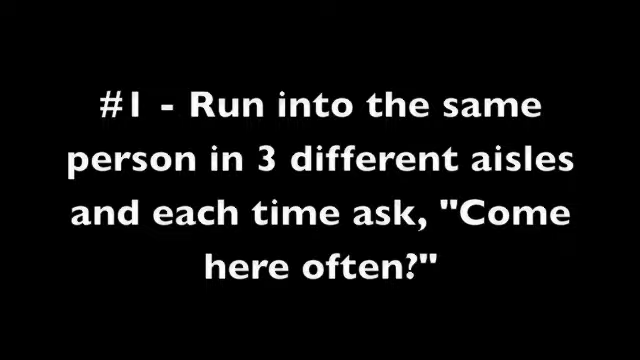 #1 - Run into the same
person in 3 different aisles
and each time ask, "Come
here often?"